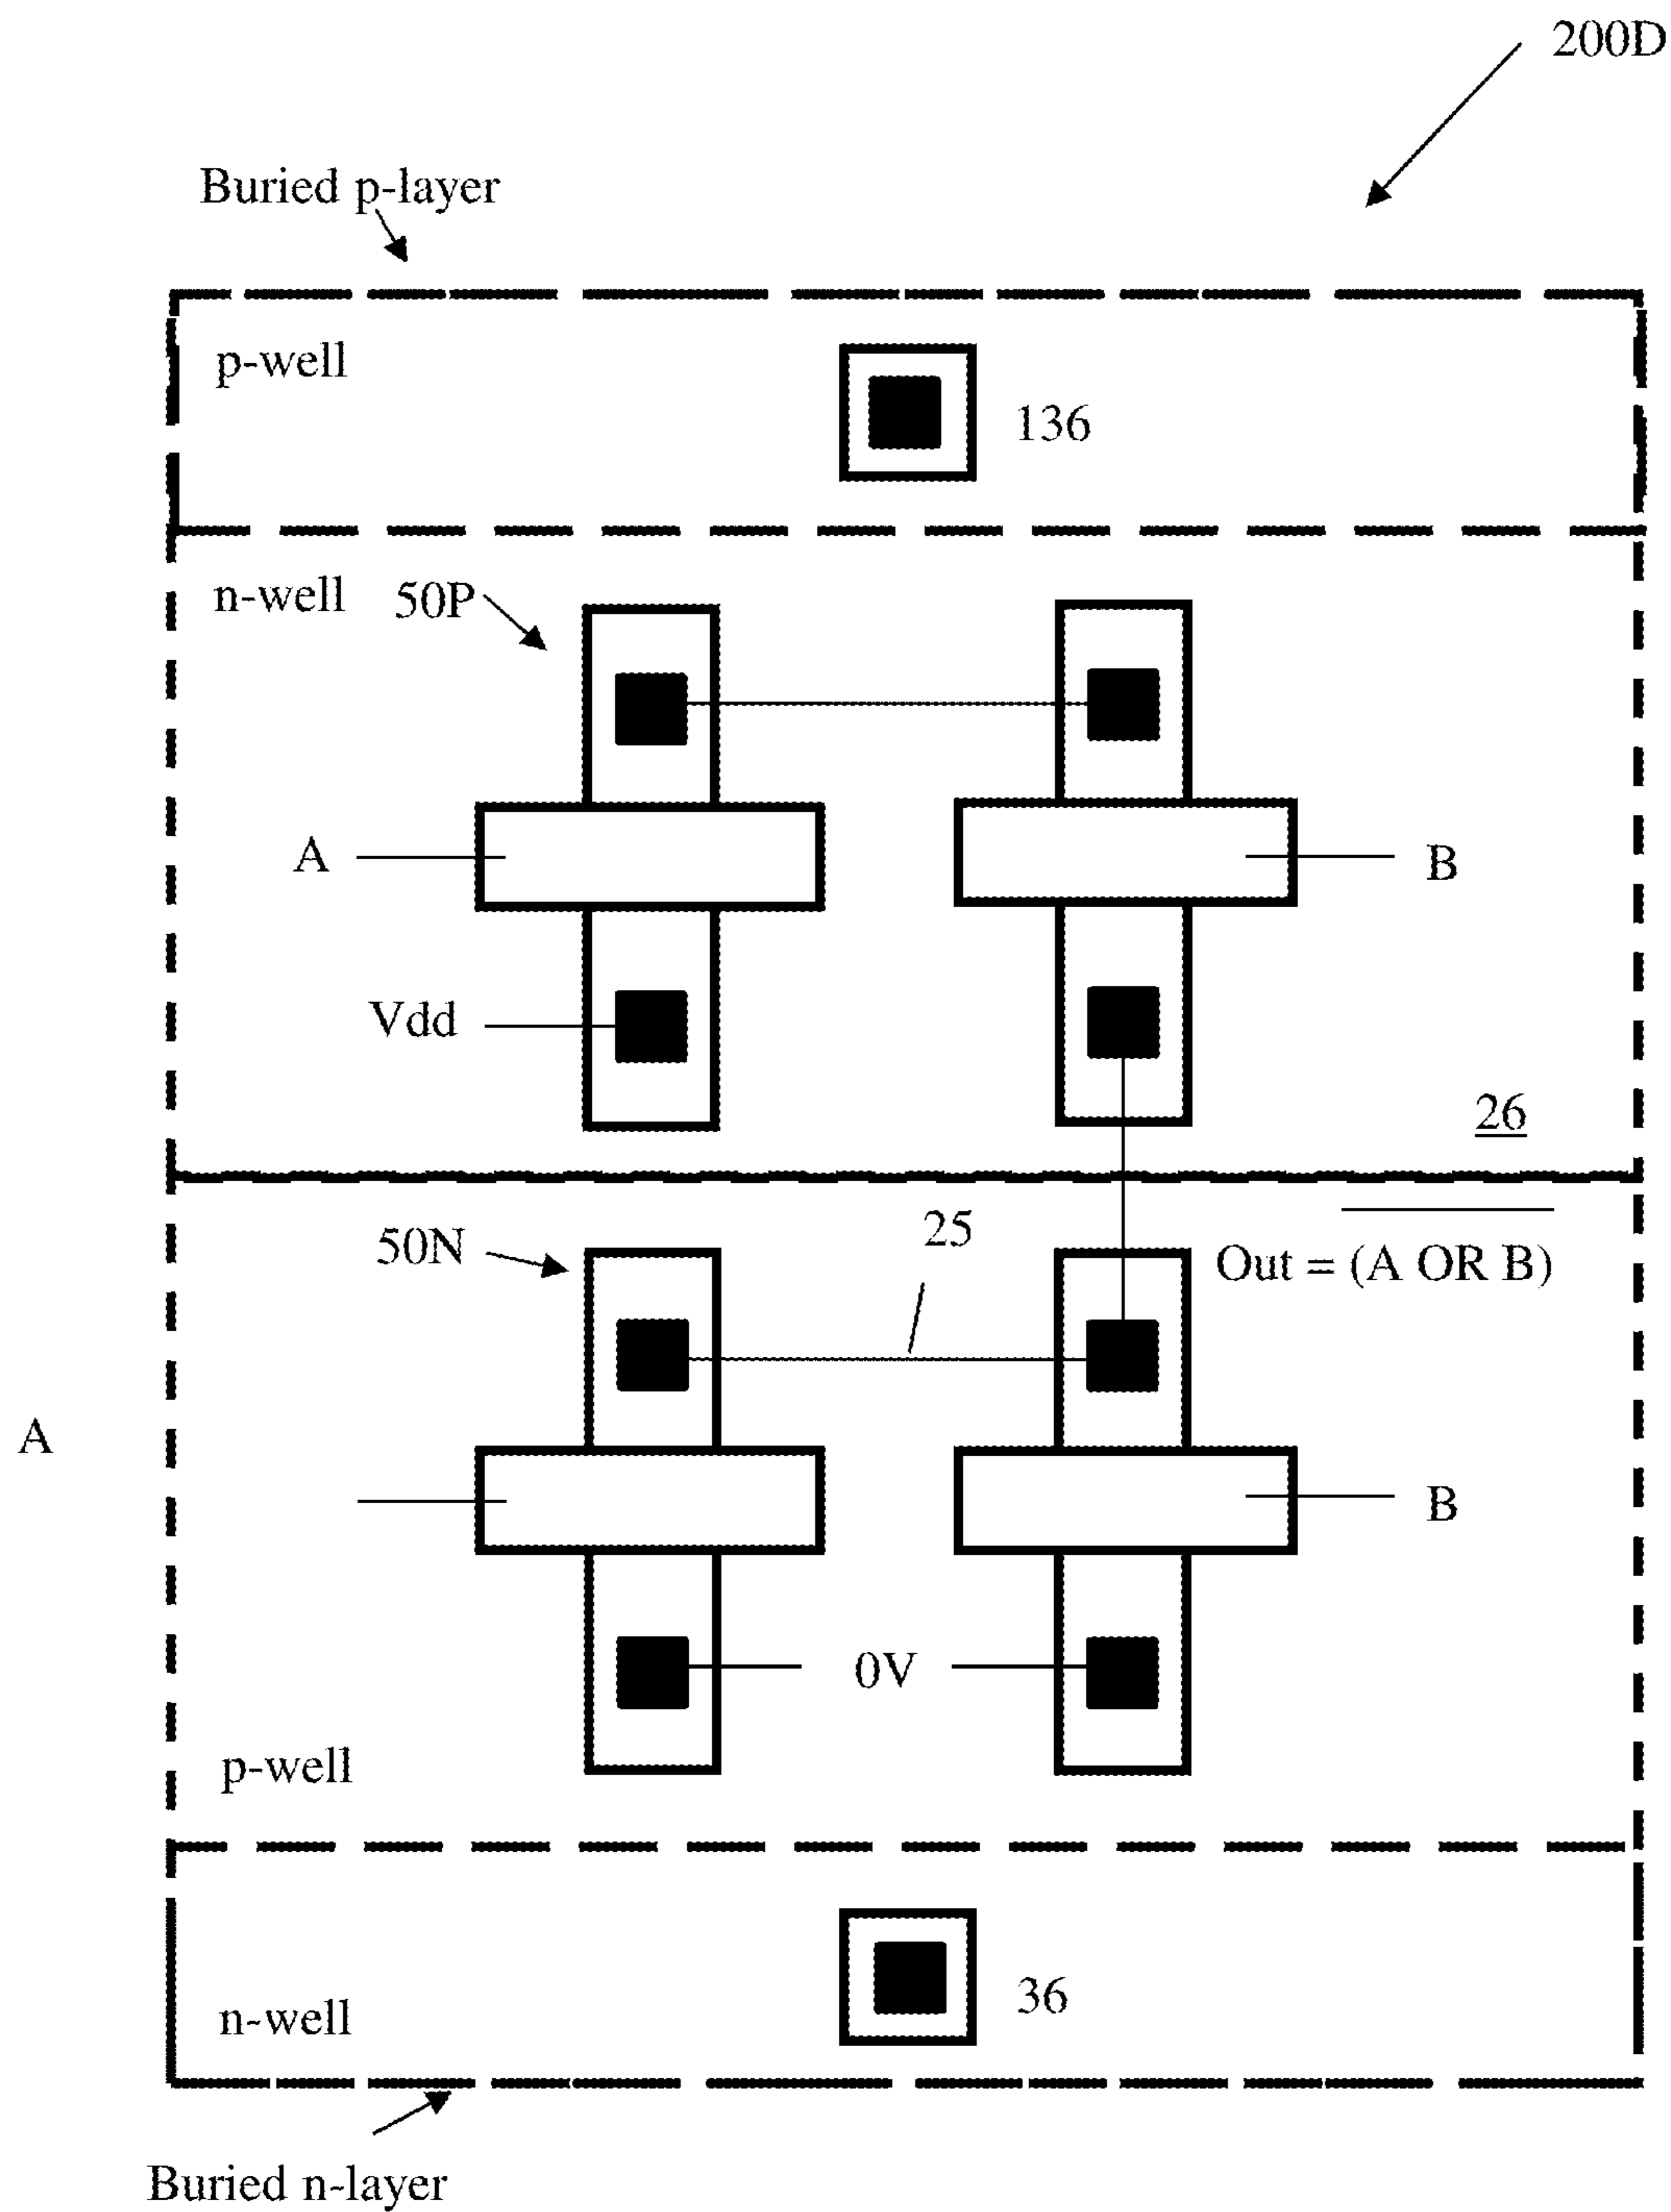 200D
Buried p-layer
p-well
136
n-well 50P
A B
Vdd
26
50N 25
Out = (A OR B)
A
B
0V
p-well
36
n-well
Buried n-layer